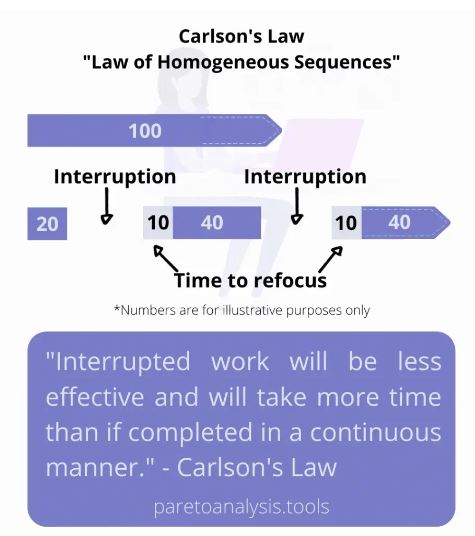 Carlson's Law
"Law of Homogeneous Sequences"
100
Interruption Interruption
20 10 40 10 40
Time to refocus
*Numbers are for illustrative purposes only
"Interrupted work will be less
effective and will take more time
than if completed in a continuous
manner." - Carlson's Law
paretoanalysis.tools